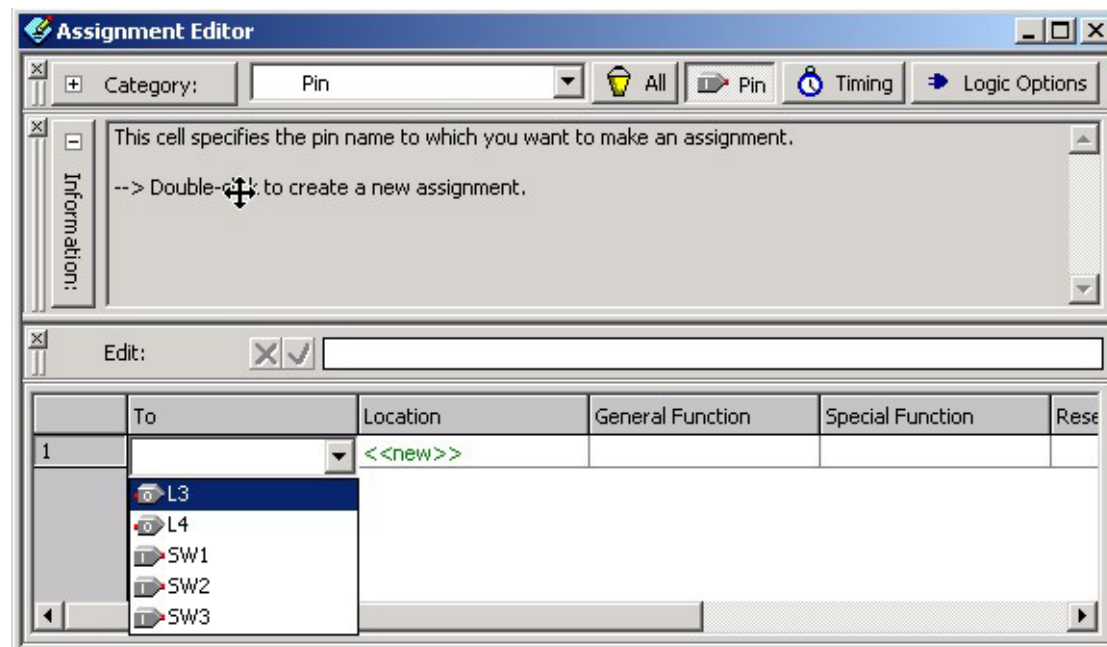 Assignment Editor
Category: Pin All Pin Timing Logic Options
Information:
This cell specifies the pin name to which you want to make an assignment.
--> Double-click to create a new assignment.
Edit:
To Location General Function Special Function Rese
1 <<new>>
L3
L4
SW1
SW2
SW3